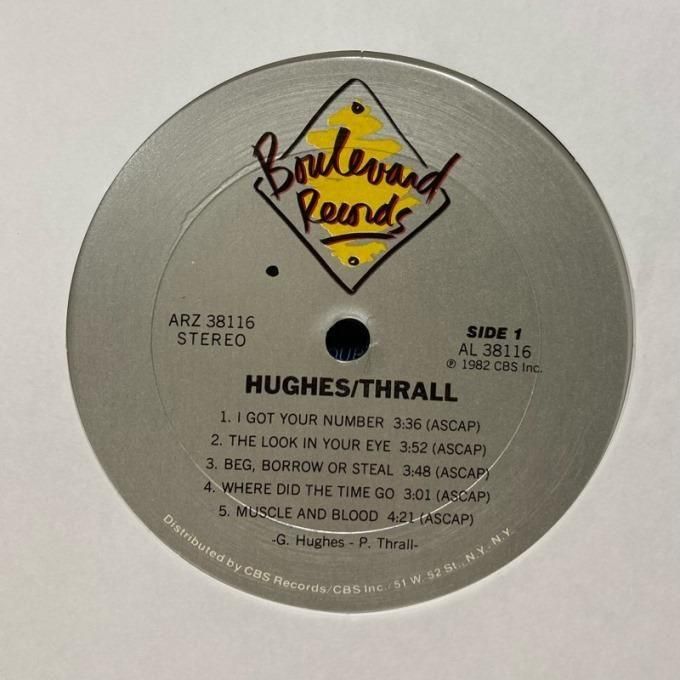 Boulevard
Records
ARZ 38116
STEREO
SIDE 1
AL 38116
℗ 1982 CBS Inc.
HUGHES/THRALL
1. I GOT YOUR NUMBER 3:36 (ASCAP)
2. THE LOOK IN YOUR EYE 3:52 (ASCAP)
3. BEG, BORROW OR STEAL 3:48 (ASCAP)
4. WHERE DID THE TIME GO 3:01 (ASCAP)
5. MUSCLE AND BLOOD 4:21 (ASCAP)
-G. Hughes - P. Thrall-
Distributed by CBS Records/CBS Inc./51 W. 52 St., N.Y., N.Y.